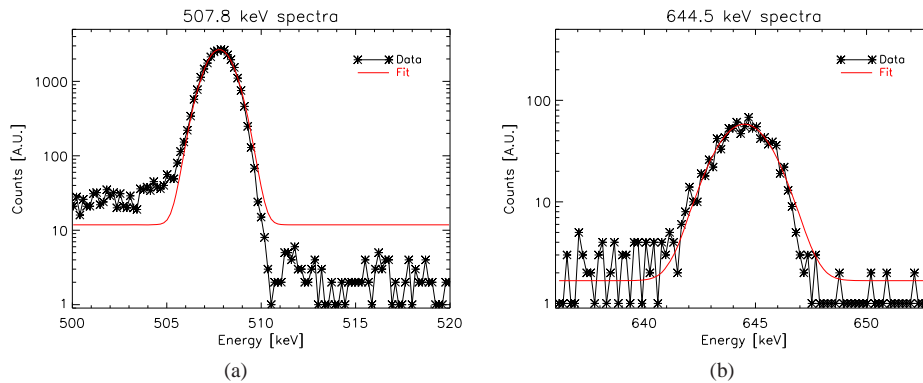 507.8 keV spectra
Data
Fit
1000
100
10
1
500 505 510 515 520
Energy [keV]
Counts [A.U.]
(a)
644.5 keV spectra
Data
Fit
100
10
1
640 645 650
Energy [keV]
Counts [A.U.]
(b)